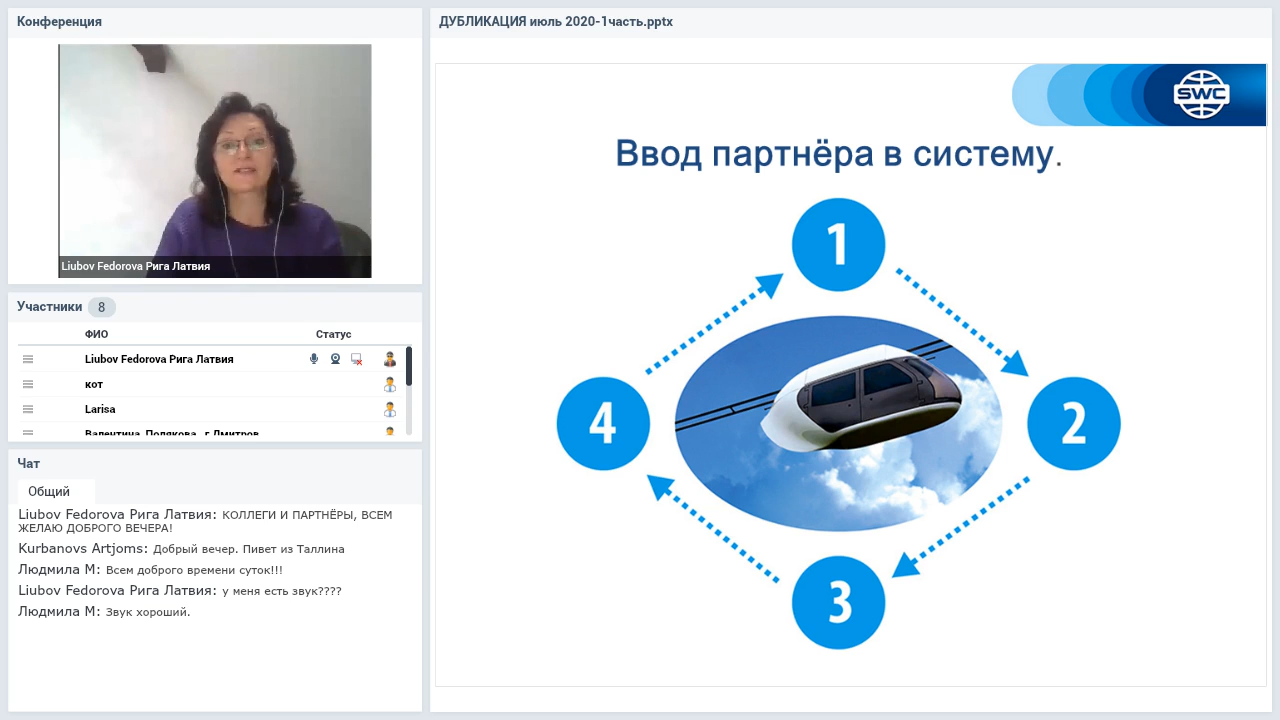 Конференция
Liubov Fedorova Рига Латвия
Участники 8
ФИО Статус
Liubov Fedorova Рига Латвия
кот
Larisa
Валентина Полякова г.Дмитров
Чат
Общий
Liubov Fedorova Рига Латвия: КОЛЛЕГИ И ПАРТНЁРЫ, ВСЕМ
ЖЕЛАЮ ДОБРОГО ВЕЧЕРА!
Kurbanovs Artjoms: Добрый вечер. Пивет из Таллина
Людмила М: Всем доброго времени суток!!!
Liubov Fedorova Рига Латвия: у меня есть звук????
Людмила М: Звук хороший.
ДУБЛИКАЦИЯ июль 2020-1часть.pptx
SWC
Ввод партнёра в систему.
1
2
3
4